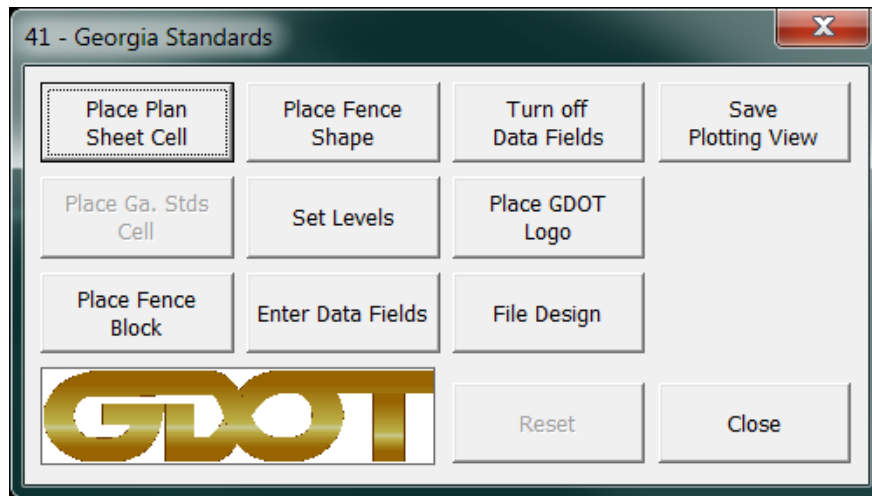 41 - Georgia Standards
Place Plan
Sheet Cell
Place Fence
Shape
Turn off
Data Fields
Save
Plotting View
Place Ga. Stds
Cell
Set Levels
Place GDOT
Logo
Place Fence
Block
Enter Data Fields
File Design
GDOT
Reset
Close